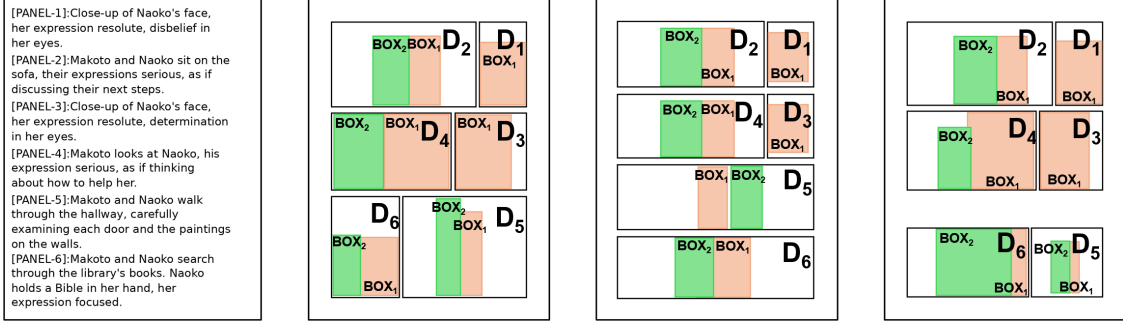 [PANEL-1]:Close-up of Naoko's face,
her expression resolute, disbelief in
her eyes.
[PANEL-2]:Makoto and Naoko sit on the
sofa, their expressions serious, as if
discussing their next steps.
[PANEL-3]:Close-up of Naoko's face,
her expression resolute, determination
in her eyes.
[PANEL-4]:Makoto looks at Naoko, his
expression serious, as if thinking
about how to help her.
[PANEL-5]:Makoto and Naoko walk
through the hallway, carefully
examining each door and the paintings
on the walls.
[PANEL-6]:Makoto and Naoko search
through the library's books. Naoko
holds a Bible in her hand, her
expression focused.
BOX₂ BOX₁ D₂ D₁
BOX₁
BOX₂ BOX₁ D₄ BOX₁ D₃
D₆ BOX₂ D₅
BOX₁
BOX₂
BOX₁
BOX₂ D₂ D₁
BOX₁ BOX₁
BOX₂ BOX₁ D₄ D₃
BOX₁
BOX₁ BOX₂ D₅
BOX₂ BOX₁ D₆
BOX₂ D₂ D₁
BOX₁ BOX₁
BOX₂ D₄ D₃
BOX₁ BOX₁
BOX₂ D₆ BOX₂ D₅
BOX₁ BOX₁